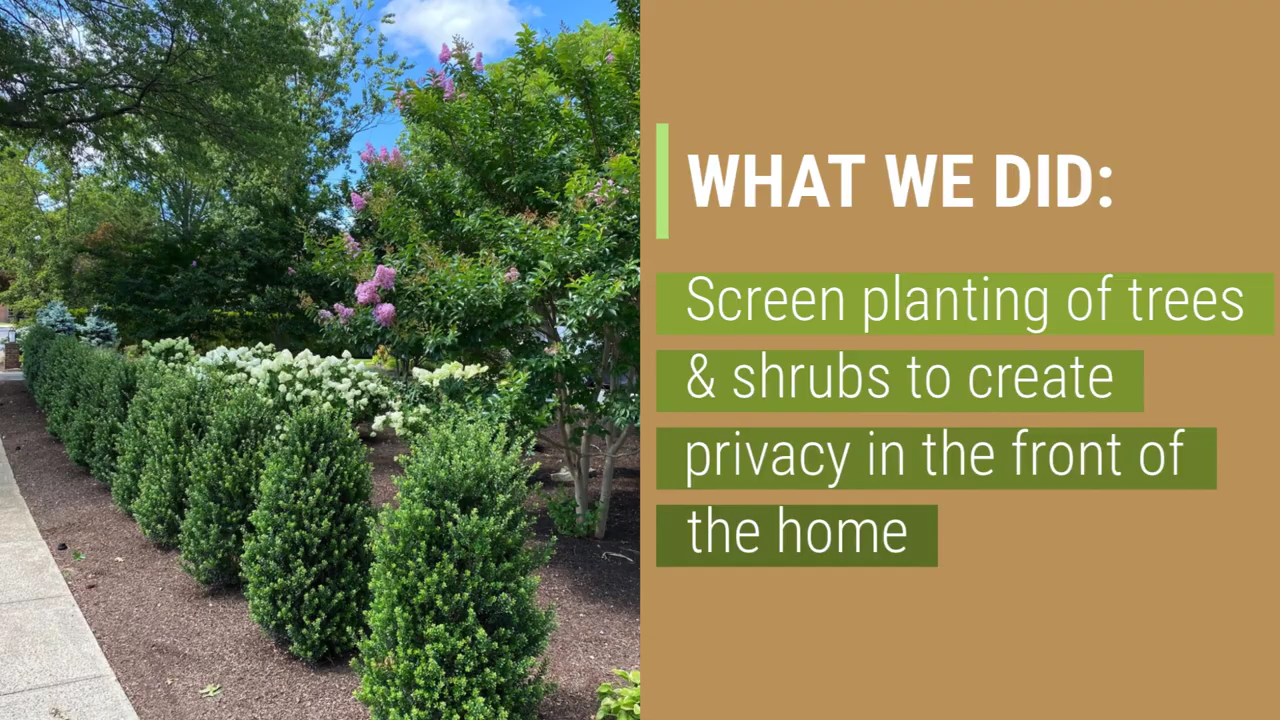 WHAT WE DID:
Screen planting of trees
& shrubs to create
privacy in the front of
the home